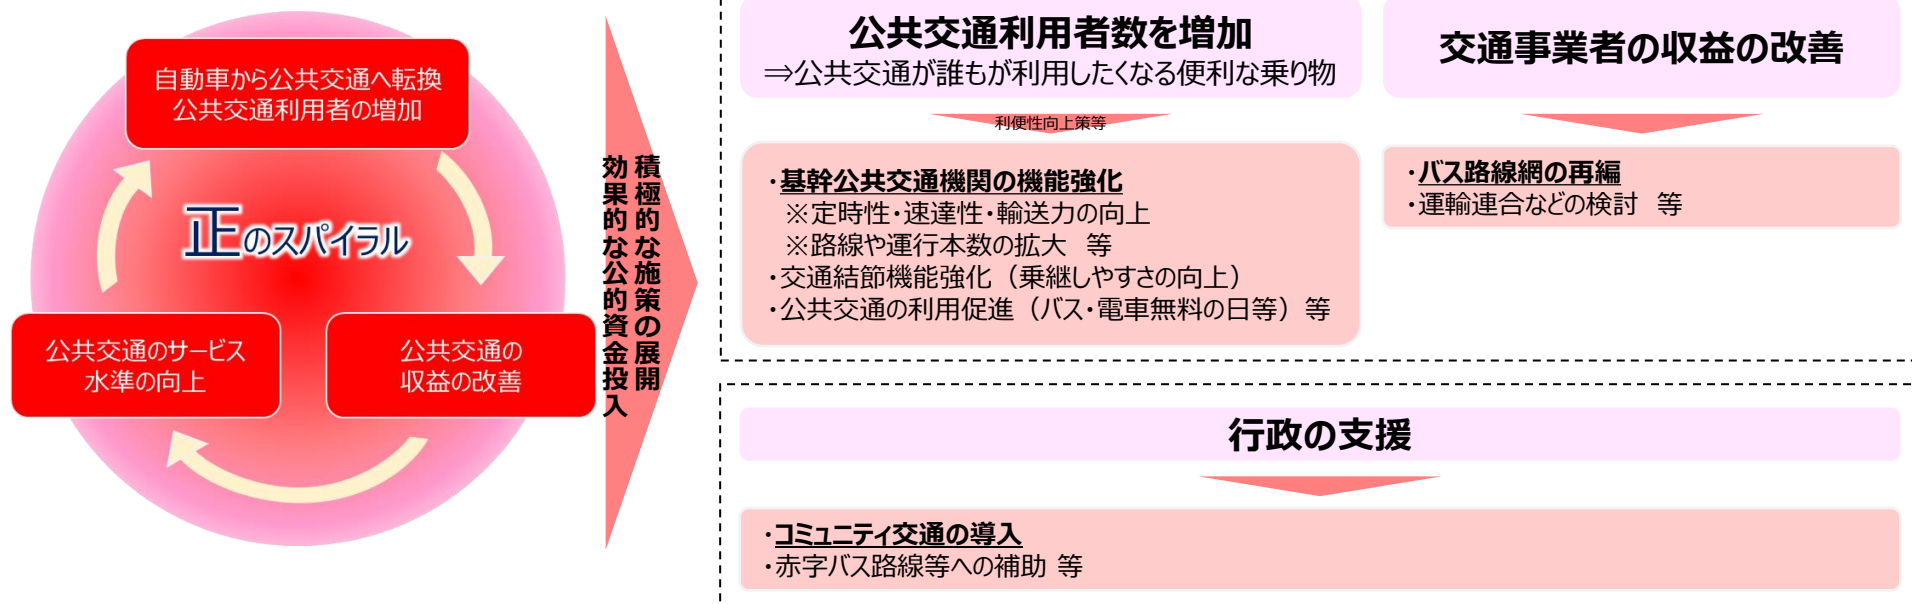 自動車から公共交通へ転換
公共交通利用者の増加
正のスパイラル
公共交通のサービス
水準の向上
公共交通の
収益の改善
積極的な施策の展開
効果的な公的資金投入
公共交通利用者数を増加
⇒公共交通が誰もが利用したくなる便利な乗り物
利便性向上策等
・基幹公共交通機関の機能強化
※定時性・速達性・輸送力の向上
※路線や運行本数の拡大 等
・交通結節機能強化（乗継しやすさの向上）
・公共交通の利用促進（バス・電車無料の日等）等
交通事業者の収益の改善
・バス路線網の再編
・運輸連合などの検討 等
行政の支援
・コミュニティ交通の導入
・赤字バス路線等への補助 等